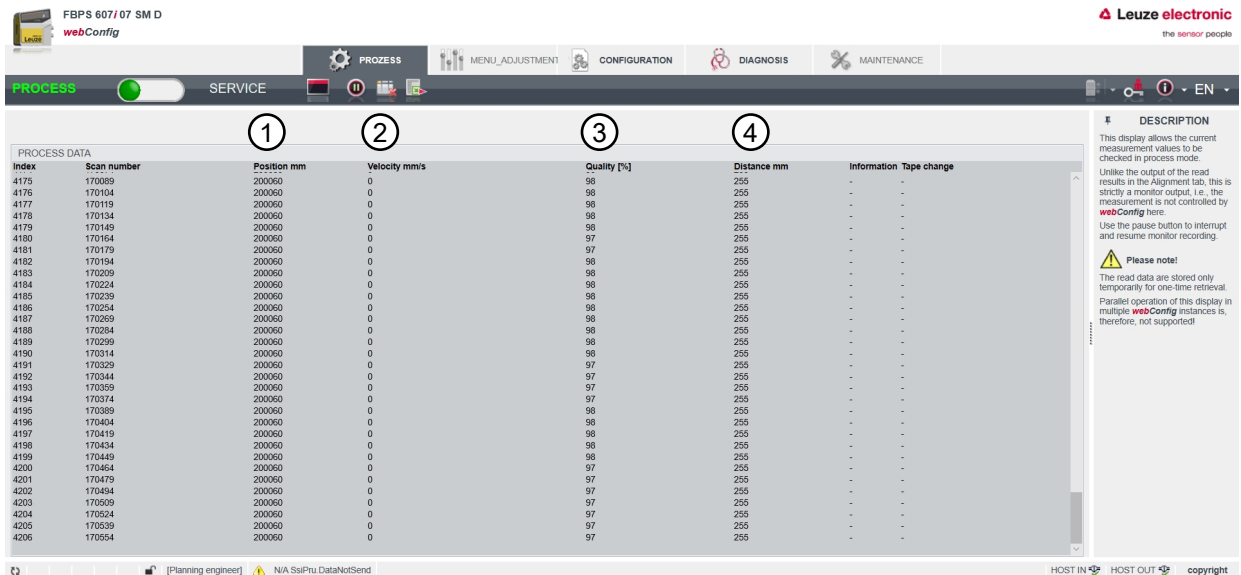 FBPS 607i 07 SM D
webConfig
Leuze
Leuze electronic
the sensor people
PROZESS
MENU_ADJUSTMENT
CONFIGURATION
DIAGNOSIS
MAINTENANCE
PROCESS
SERVICE
EN
1 2 3 4
PROCESS DATA
Index Scan number Position mm Velocity mm/s Quality [%] Distance mm Information Tape change
4175 170089 200060 0 98 255 - -
4176 170104 200060 0 98 255 - -
4177 170119 200060 0 98 255 - -
4178 170134 200060 0 98 255 - -
4179 170149 200060 0 98 255 - -
4180 170164 200060 0 97 255 - -
4181 170179 200060 0 97 255 - -
4182 170194 200060 0 98 255 - -
4183 170209 200060 0 98 255 - -
4184 170224 200060 0 98 255 - -
4185 170239 200060 0 98 255 - -
4186 170254 200060 0 98 255 - -
4187 170269 200060 0 98 255 - -
4188 170284 200060 0 98 255 - -
4189 170299 200060 0 98 255 - -
4190 170314 200060 0 98 255 - -
4191 170329 200060 0 97 255 - -
4192 170344 200060 0 97 255 - -
4193 170359 200060 0 97 255 - -
4194 170374 200060 0 97 255 - -
4195 170389 200060 0 98 255 - -
4196 170404 200060 0 98 255 - -
4197 170419 200060 0 98 255 - -
4198 170434 200060 0 98 255 - -
4199 170449 200060 0 98 255 - -
4200 170464 200060 0 97 255 - -
4201 170479 200060 0 97 255 - -
4202 170494 200060 0 97 255 - -
4203 170509 200060 0 97 255 - -
4204 170524 200060 0 97 255 - -
4205 170539 200060 0 97 255 - -
4206 170554 200060 0 97 255 - -
DESCRIPTION
This display allows the current
measurement values to be
checked in process mode.
Unlike the output of the read
results in the Alignment tab, this is
strictly a monitor output, i.e., the
measurement is not controlled by
webConfig here.
Use the pause button to interrupt
and resume monitor recording.
Please note!
The read data are stored only
temporarily for one-time retrieval.
Parallel operation of this display in
multiple webConfig instances is,
therefore, not supported!
[Planning engineer] N/A SsiPru.DataNotSend
HOST IN HOST OUT copyright